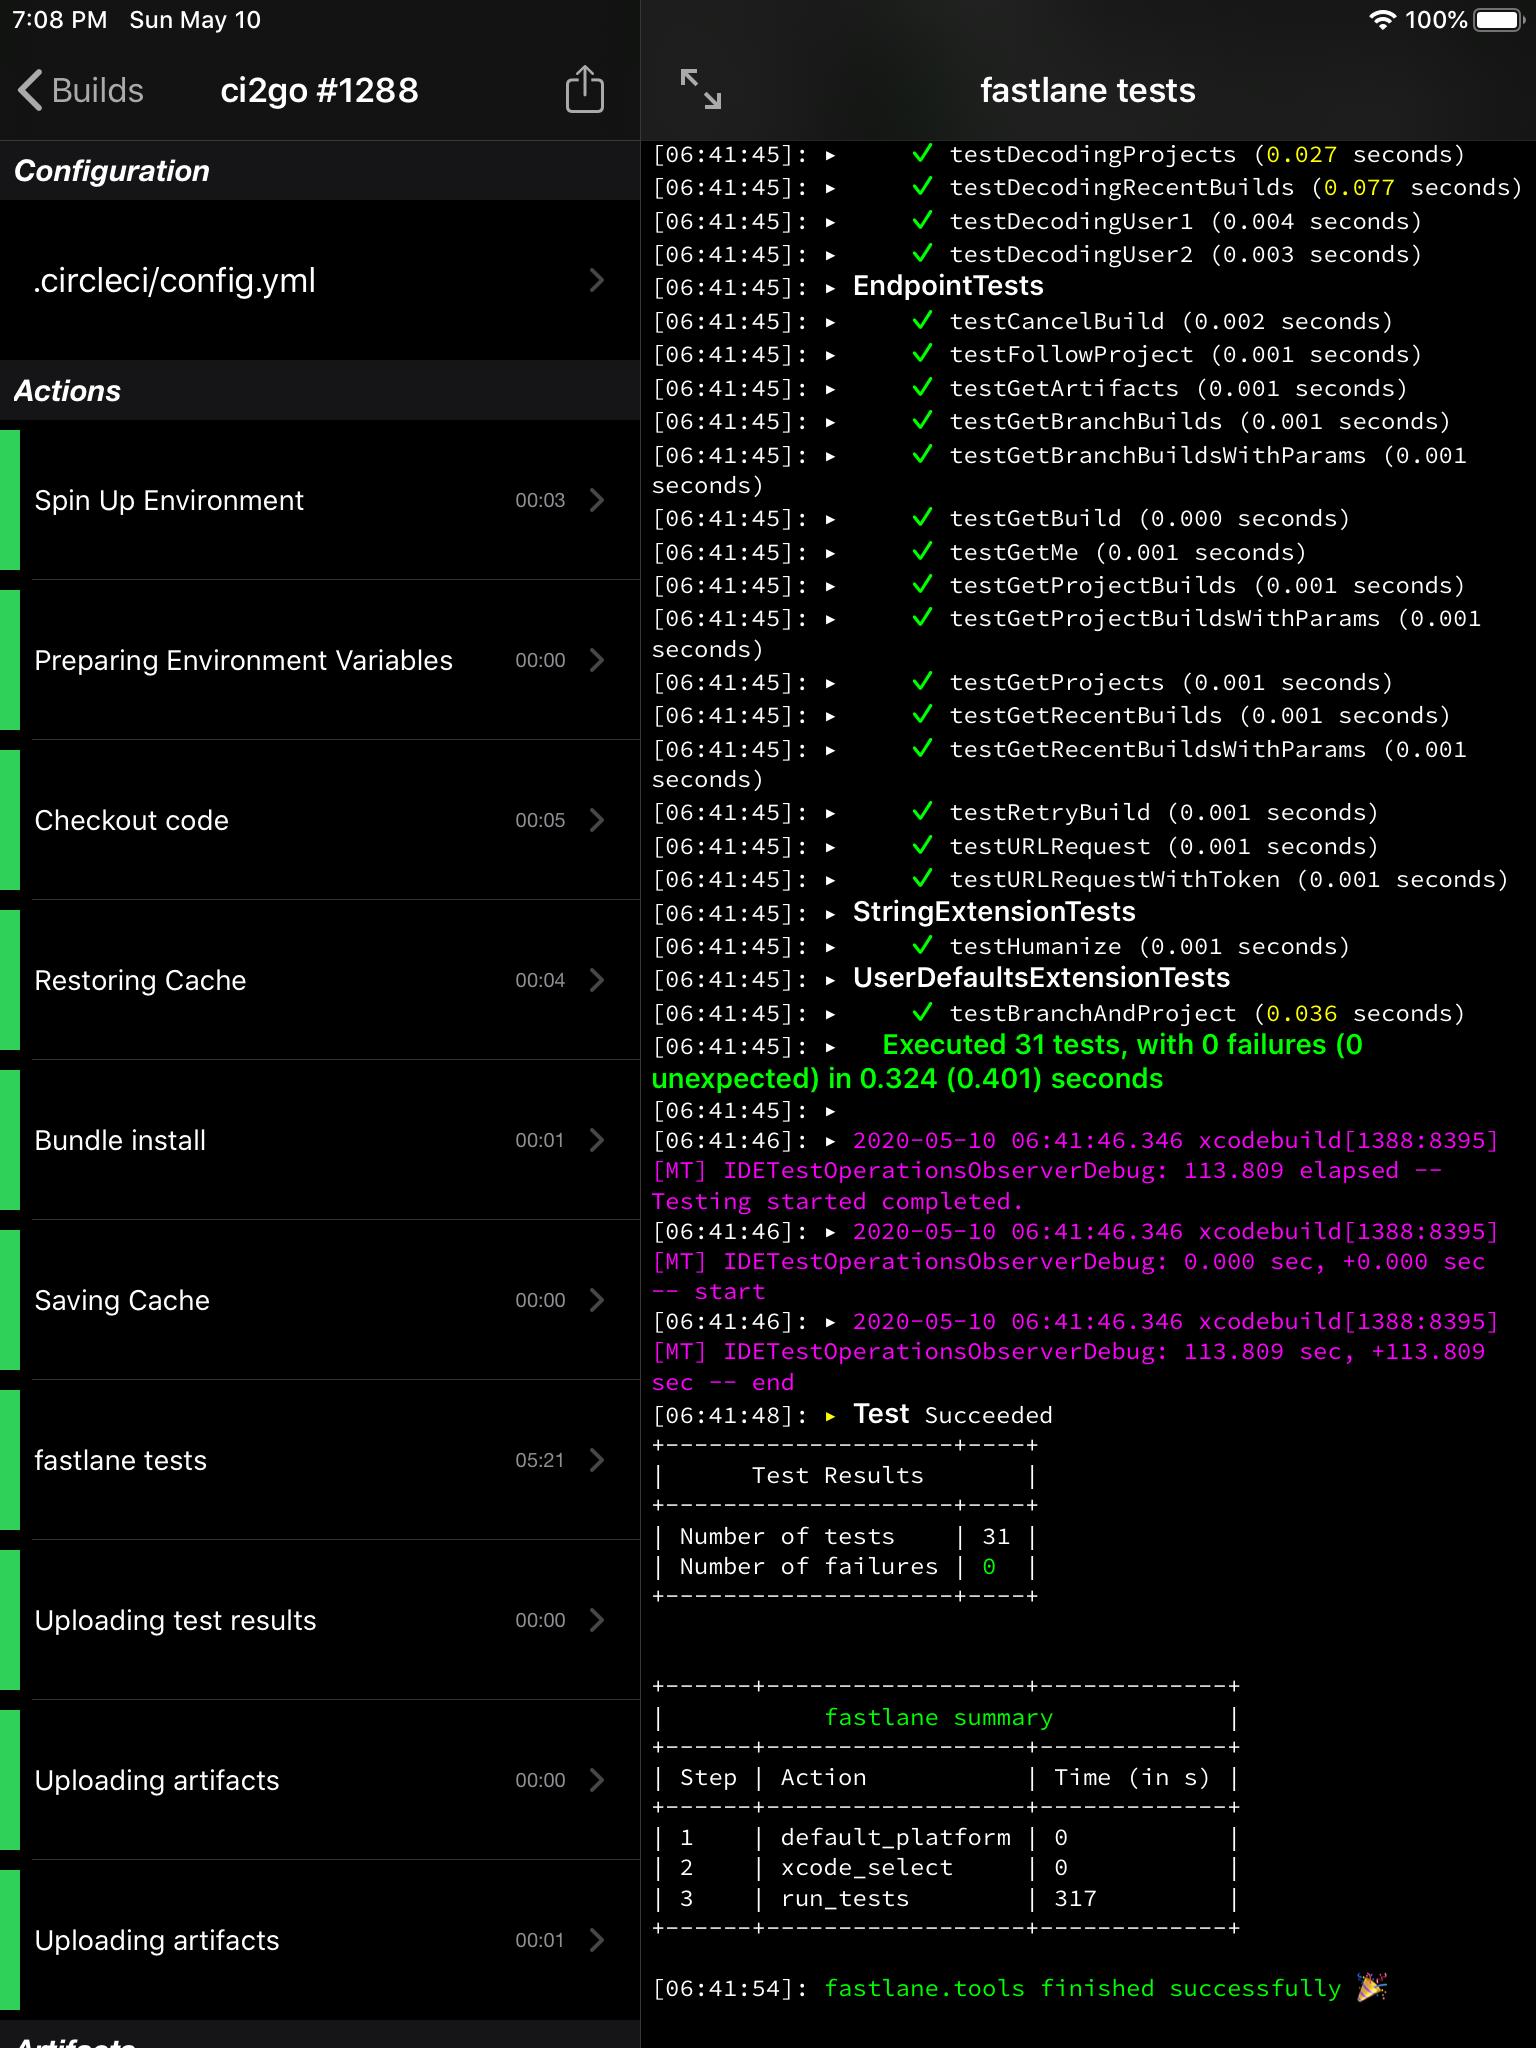 7:08 PM Sun May 10
100%
Builds
ci2go #1288
Configuration
.circleci/config.yml
Actions
Spin Up Environment 00:03
Preparing Environment Variables 00:00
Checkout code 00:05
Restoring Cache 00:04
Bundle install 00:01
Saving Cache 00:00
fastlane tests 05:21
Uploading test results 00:00
Uploading artifacts 00:00
Uploading artifacts 00:01
Artifacts
fastlane tests
[06:41:45]: ▸ ✓ testDecodingProjects (0.027 seconds)
[06:41:45]: ▸ ✓ testDecodingRecentBuilds (0.077 seconds)
[06:41:45]: ▸ ✓ testDecodingUser1 (0.004 seconds)
[06:41:45]: ▸ ✓ testDecodingUser2 (0.003 seconds)
[06:41:45]: ▸ EndpointTests
[06:41:45]: ▸ ✓ testCancelBuild (0.002 seconds)
[06:41:45]: ▸ ✓ testFollowProject (0.001 seconds)
[06:41:45]: ▸ ✓ testGetArtifacts (0.001 seconds)
[06:41:45]: ▸ ✓ testGetBranchBuilds (0.001 seconds)
[06:41:45]: ▸ ✓ testGetBranchBuildsWithParams (0.001
seconds)
[06:41:45]: ▸ ✓ testGetBuild (0.000 seconds)
[06:41:45]: ▸ ✓ testGetMe (0.001 seconds)
[06:41:45]: ▸ ✓ testGetProjectBuilds (0.001 seconds)
[06:41:45]: ▸ ✓ testGetProjectBuildsWithParams (0.001
seconds)
[06:41:45]: ▸ ✓ testGetProjects (0.001 seconds)
[06:41:45]: ▸ ✓ testGetRecentBuilds (0.001 seconds)
[06:41:45]: ▸ ✓ testGetRecentBuildsWithParams (0.001
seconds)
[06:41:45]: ▸ ✓ testRetryBuild (0.001 seconds)
[06:41:45]: ▸ ✓ testURLRequest (0.001 seconds)
[06:41:45]: ▸ ✓ testURLRequestWithToken (0.001 seconds)
[06:41:45]: ▸ StringExtensionTests
[06:41:45]: ▸ ✓ testHumanize (0.001 seconds)
[06:41:45]: ▸ UserDefaultsExtensionTests
[06:41:45]: ▸ ✓ testBranchAndProject (0.036 seconds)
[06:41:45]: ▸ Executed 31 tests, with 0 failures (0
unexpected) in 0.324 (0.401) seconds
[06:41:45]: ▸
[06:41:46]: ▸ 2020-05-10 06:41:46.346 xcodebuild[1388:8395]
[MT] IDETestOperationsObserverDebug: 113.809 elapsed --
Testing started completed.
[06:41:46]: ▸ 2020-05-10 06:41:46.346 xcodebuild[1388:8395]
[MT] IDETestOperationsObserverDebug: 0.000 sec, +0.000 sec
-- start
[06:41:46]: ▸ 2020-05-10 06:41:46.346 xcodebuild[1388:8395]
[MT] IDETestOperationsObserverDebug: 113.809 sec, +113.809
sec -- end
[06:41:48]: ▸ Test Succeeded
+--------------------+----+
|      Test Results       |
+--------------------+----+
| Number of tests    | 31 |
| Number of failures | 0  |
+--------------------+----+
+------+------------------+-------------+
|           fastlane summary            |
+------+------------------+-------------+
| Step | Action           | Time (in s) |
+------+------------------+-------------+
| 1    | default_platform | 0           |
| 2    | xcode_select     | 0           |
| 3    | run_tests        | 317         |
+------+------------------+-------------+
[06:41:54]: fastlane.tools finished successfully 🎉